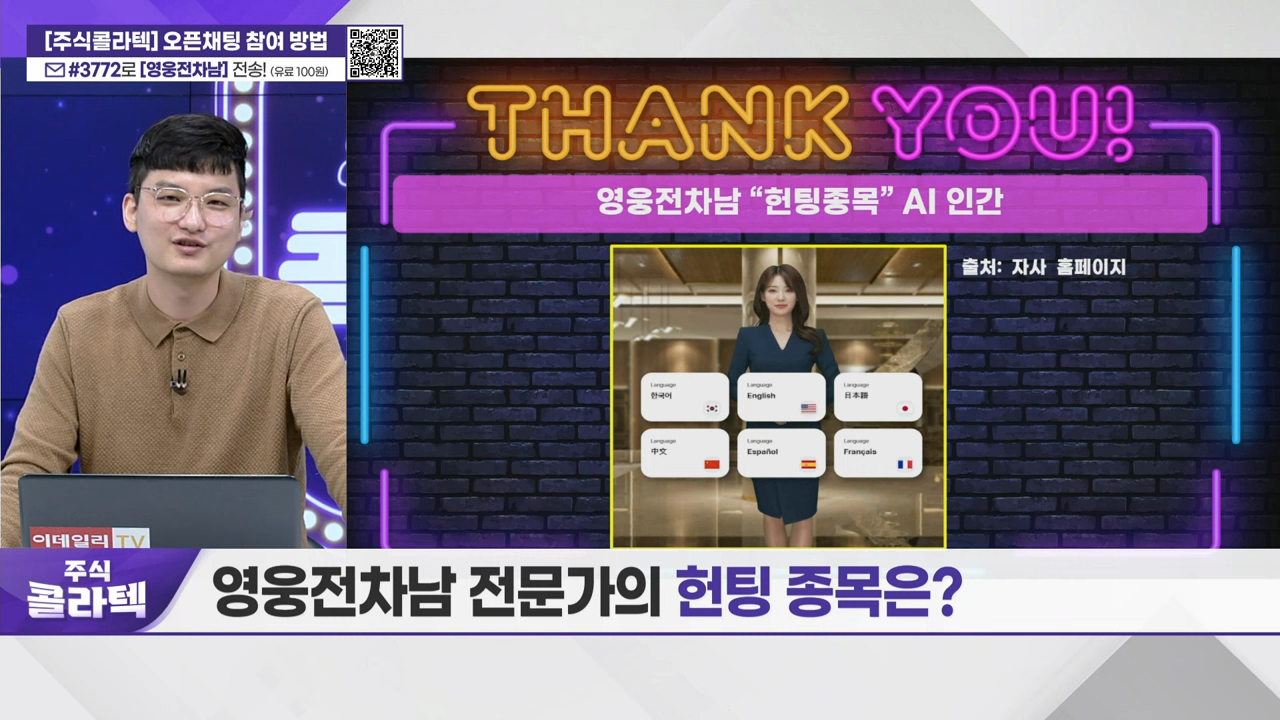 [주식콜라텍] 오픈채팅 참여 방법
#3772로 [영웅전차남] 전송! (유료 100원)
THANK YOU!
영웅전차남 “헌팅종목” AI 인간
출처: 자사 홈페이지
Language
한국어
Language
English
Language
日本語
Language
中文
Language
Español
Language
Français
이데일리 TV
주식
콜라텍
영웅전차남 전문가의 헌팅 종목은?